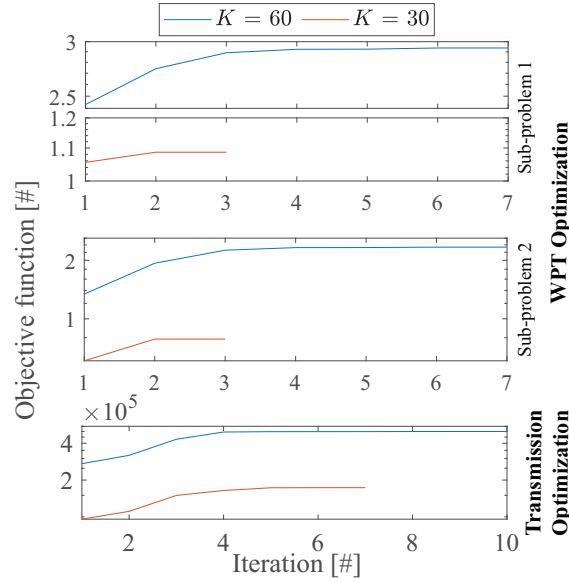 K = 60
K = 30
3
2.5
Sub-problem 1
1.2
1.1
1
1 2 3 4 5 6 7
WPT Optimization
Objective function [#]
2
1
Sub-problem 2
1 2 3 4 5 6 7
×10^5
4
2
Transmission
Optimization
2 4 6 8 10
Iteration [#]